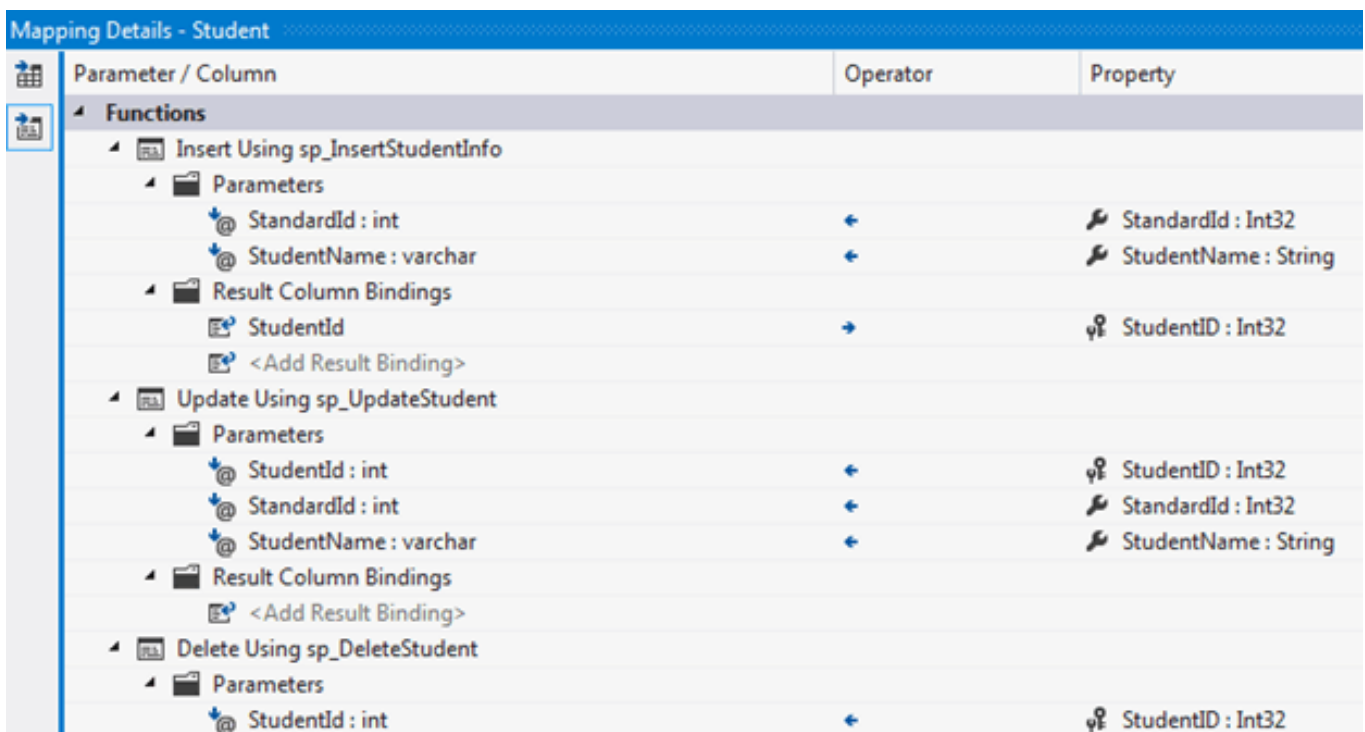 Mapping Details - Student
Parameter / Column Operator Property
Functions
Insert Using sp_InsertStudentInfo
Parameters
@ StandardId : int StandardId : Int32
@ StudentName : varchar StudentName : String
Result Column Bindings
StudentId StudentID : Int32
<Add Result Binding>
Update Using sp_UpdateStudent
Parameters
@ StudentId : int StudentID : Int32
@ StandardId : int StandardId : Int32
@ StudentName : varchar StudentName : String
Result Column Bindings
<Add Result Binding>
Delete Using sp_DeleteStudent
Parameters
@ StudentId : int StudentID : Int32